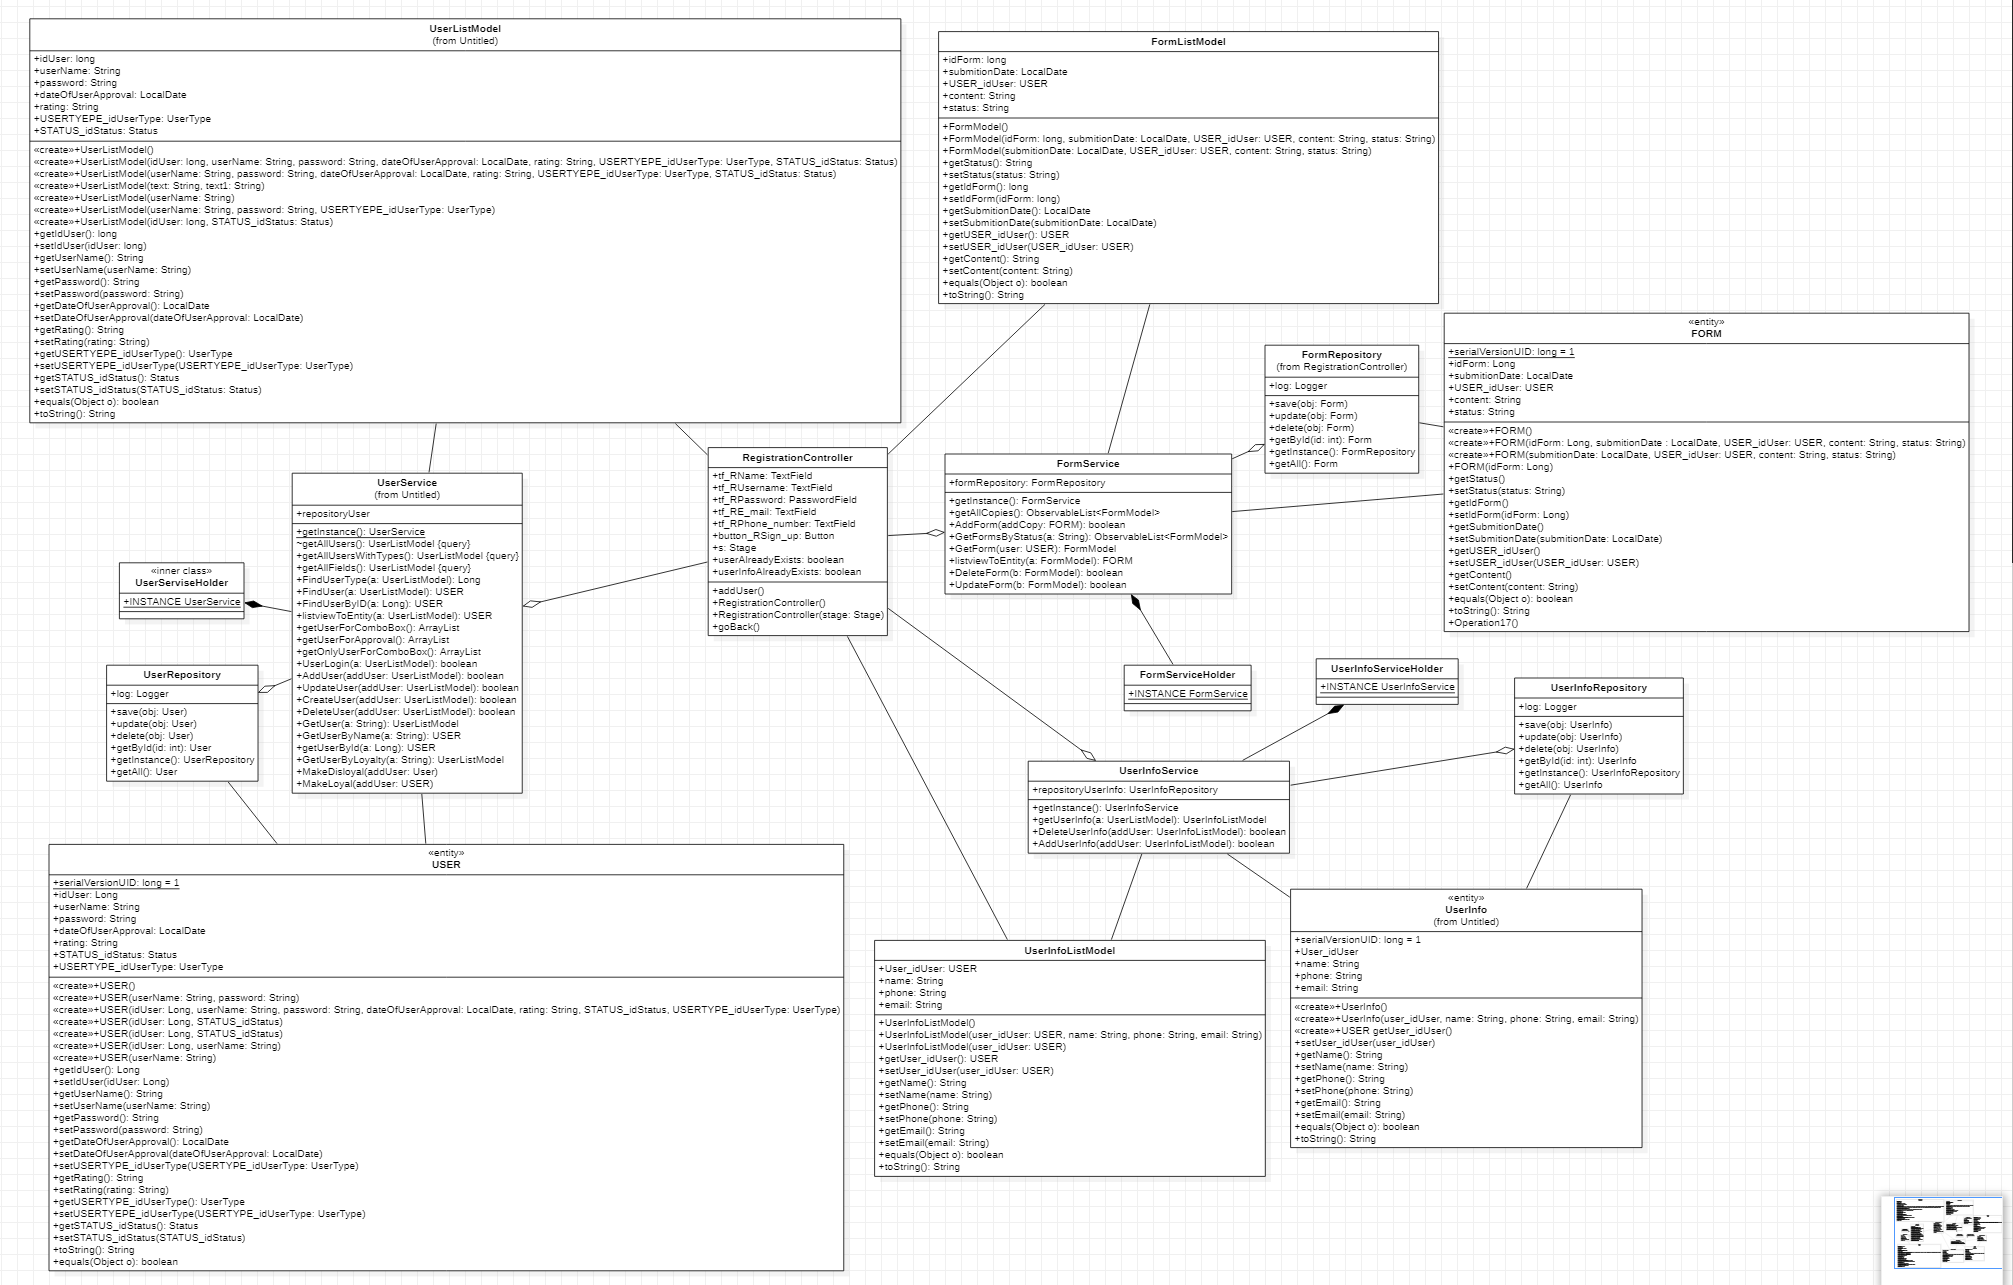 UserListModel
(from Untitled)
+idUser: long
+userName: String
+password: String
+dateOfUserApproval: LocalDate
+rating: String
+USERTYEPE_idUserType: UserType
+STATUS_idStatus: Status
«create»+UserListModel()
«create»+UserListModel(idUser: long, userName: String, password: String, dateOfUserApproval: LocalDate, rating: String, USERTYEPE_idUserType: UserType, STATUS_idStatus: Status)
«create»+UserListModel(userName: String, password: String, dateOfUserApproval: LocalDate, rating: String, USERTYEPE_idUserType: UserType, STATUS_idStatus: Status)
«create»+UserListModel(text: String, text1: String)
«create»+UserListModel(userName: String)
«create»+UserListModel(userName: String, password: String, USERTYEPE_idUserType: UserType)
«create»+UserListModel(idUser: long, STATUS_idStatus: Status)
+getIdUser(): long
+setIdUser(idUser: long)
+getUserName(): String
+setUserName(userName: String)
+getPassword(): String
+setPassword(password: String)
+getDateOfUserApproval(): LocalDate
+setDateOfUserApproval(dateOfUserApproval: LocalDate)
+getRating(): String
+setRating(rating: String)
+getUSERTYEPE_idUserType(): UserType
+setUSERTYEPE_idUserType(USERTYEPE_idUserType: UserType)
+getSTATUS_idStatus(): Status
+setSTATUS_idStatus(STATUS_idStatus: Status)
+equals(Object o): boolean
+toString(): String
FormListModel
+idForm: long
+submitionDate: LocalDate
+USER_idUser: USER
+content: String
+status: String
+FormModel()
+FormModel(idForm: long, submitionDate: LocalDate, USER_idUser: USER, content: String, status: String)
+FormModel(submitionDate: LocalDate, USER_idUser: USER, content: String, status: String)
+getStatus(): String
+setStatus(status: String)
+getIdForm(): long
+setIdForm(idForm: long)
+getSubmitionDate(): LocalDate
+setSubmitionDate(submitionDate: LocalDate)
+getUSER_idUser(): USER
+setUSER_idUser(USER_idUser: USER)
+getContent(): String
+setContent(content: String)
+equals(Object o): boolean
+toString(): String
«entity»
FORM
+serialVersionUID: long = 1
+idForm: Long
+submitionDate: LocalDate
+USER_idUser: USER
+content: String
+status: String
«create»+FORM()
«create»+FORM(idForm: Long, submitionDate : LocalDate, USER_idUser: USER, content: String, status: String)
«create»+FORM(submitionDate: LocalDate, USER_idUser: USER, content: String, status: String)
+FORM(idForm: Long)
+getStatus()
+setStatus(status: String)
+getIdForm()
+setIdForm(idForm: Long)
+getSubmitionDate()
+setSubmitionDate(submitionDate: LocalDate)
+getUSER_idUser()
+setUSER_idUser(USER_idUser: USER)
+getContent()
+setContent(content: String)
+equals(Object o): boolean
+toString(): String
+Operation17()
FormRepository
(from RegistrationController)
+log: Logger
+save(obj: Form)
+update(obj: Form)
+delete(obj: Form)
+getById(id: int): Form
+getInstance(): FormRepository
+getAll(): Form
RegistrationController
+tf_RName: TextField
+tf_RUsername: TextField
+tf_RPassword: PasswordField
+tf_RE_mail: TextField
+tf_RPhone_number: TextField
+button_RSign_up: Button
+s: Stage
+userAlreadyExists: boolean
+userInfoAlreadyExists: boolean
+addUser()
+RegistrationController()
+RegistrationController(stage: Stage)
+goBack()
FormService
+formRepository: FormRepository
+getInstance(): FormService
+getAllCopies(): ObservableList<FormModel>
+AddForm(addCopy: FORM): boolean
+GetFormsByStatus(a: String): ObservableList<FormModel>
+GetForm(user: USER): FormModel
+listviewToEntity(a: FormModel): FORM
+DeleteForm(b: FormModel): boolean
+UpdateForm(b: FormModel): boolean
UserService
(from Untitled)
+repositoryUser
+getInstance(): UserService
~getAllUsers(): UserListModel {query}
+getAllUsersWithTypes(): UserListModel {query}
+getAllFields(): UserListModel {query}
+FindUserType(a: UserListModel): Long
+FindUser(a: UserListModel): USER
+FindUserByID(a: Long): USER
+listviewToEntity(a: UserListModel): USER
+getUserForComboBox(): ArrayList
+getUserForApproval(): ArrayList
+getOnlyUserForComboBox(): ArrayList
+UserLogin(a: UserListModel): boolean
+AddUser(addUser: UserListModel): boolean
+UpdateUser(addUser: UserListModel): boolean
+CreateUser(addUser: UserListModel): boolean
+DeleteUser(addUser: UserListModel): boolean
+GetUser(a: String): UserListModel
+GetUserByName(a: String): USER
+getUserById(a: Long): USER
+GetUserByLoyalty(a: String): UserListModel
+MakeDisloyal(addUser: User)
+MakeLoyal(addUser: USER)
«inner class»
UserServiseHolder
+INSTANCE UserService
UserRepository
+log: Logger
+save(obj: User)
+update(obj: User)
+delete(obj: User)
+getById(id: int): User
+getInstance(): UserRepository
+getAll(): User
FormServiceHolder
+INSTANCE FormService
UserInfoServiceHolder
+INSTANCE UserInfoService
UserInfoRepository
+log: Logger
+save(obj: UserInfo)
+update(obj: UserInfo)
+delete(obj: UserInfo)
+getById(id: int): UserInfo
+getInstance(): UserInfoRepository
+getAll(): UserInfo
UserInfoService
+repositoryUserInfo: UserInfoRepository
+getInstance(): UserInfoService
+getUserInfo(a: UserListModel): UserInfoListModel
+DeleteUserInfo(addUser: UserInfoListModel): boolean
+AddUserInfo(addUser: UserInfoListModel): boolean
«entity»
USER
+serialVersionUID: long = 1
+idUser: Long
+userName: String
+password: String
+dateOfUserApproval: LocalDate
+rating: String
+STATUS_idStatus: Status
+USERTYPE_idUserType: UserType
«create»+USER()
«create»+USER(userName: String, password: String)
«create»+USER(idUser: Long, userName: String, password: String, dateOfUserApproval: LocalDate, rating: String, STATUS_idStatus, USERTYPE_idUserType: UserType)
«create»+USER(idUser: Long, STATUS_idStatus)
«create»+USER(idUser: Long, STATUS_idStatus)
«create»+USER(idUser: Long, userName: String)
«create»+USER(userName: String)
+getIdUser(): Long
+setIdUser(idUser: Long)
+getUserName(): String
+setUserName(userName: String)
+getPassword(): String
+setPassword(password: String)
+getDateOfUserApproval(): LocalDate
+setDateOfUserApproval(dateOfUserApproval: LocalDate)
+setUSERTYPE_idUserType(USERTYPE_idUserType: UserType)
+getRating(): String
+setRating(rating: String)
+getUSERTYPE_idUserType(): UserType
+setUSERTYEPE_idUserType(USERTYPE_idUserType: UserType)
+getSTATUS_idStatus(): Status
+setSTATUS_idStatus(STATUS_idStatus)
+toString(): String
+equals(Object o): boolean
UserInfoListModel
+User_idUser: USER
+name: String
+phone: String
+email: String
+UserInfoListModel()
+UserInfoListModel(user_idUser: USER, name: String, phone: String, email: String)
+UserInfoListModel(user_idUser: USER)
+getUser_idUser(): USER
+setUser_idUser(user_idUser: USER)
+getName(): String
+setName(name: String)
+getPhone(): String
+setPhone(phone: String)
+getEmail(): String
+setEmail(email: String)
+equals(Object o): boolean
+toString(): String
«entity»
UserInfo
(from Untitled)
+serialVersionUID: long = 1
+User_idUser
+name: String
+phone: String
+email: String
«create»+UserInfo()
«create»+UserInfo(user_idUser, name: String, phone: String, email: String)
«create»+USER getUser_idUser()
+setUser_idUser(user_idUser)
+getName(): String
+setName(name: String)
+getPhone(): String
+setPhone(phone: String)
+getEmail(): String
+setEmail(email: String)
+equals(Object o): boolean
+toString(): String